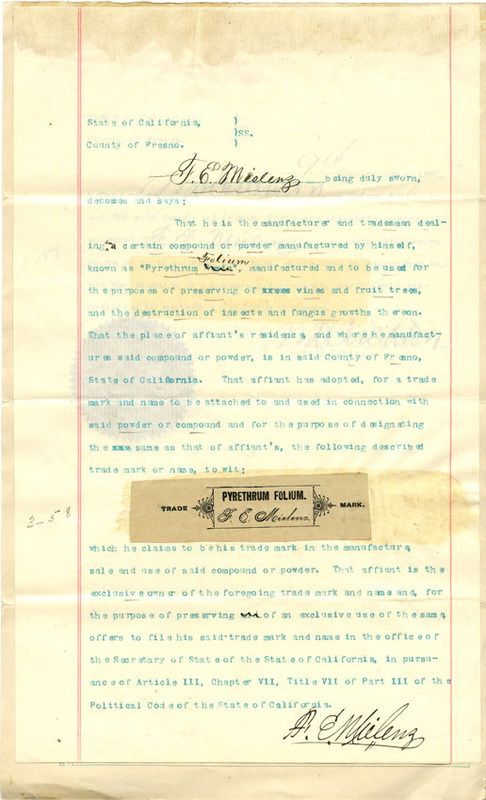 State of California, )
)SS.
County of Fresno. )
F. E. Mielenz being duly sworn,
deposes and says:
That he is the manufacturer and tradesman deal-
ing a certain compound or powder manufactured by himself,
Folium
known as "Pyrethrum", manufactured and to be used for
the purposes of preserving of xxxxx vines and fruit trees,
and the destruction of insects and fungus growths thereon.
That the place of affiant's residence, and where he manufact-
ures said compound or powder, is in said County of Fresno,
State of California. That affiant has adopted, for a trade
mark and name to be attached to and used in connection with
said powder or compound and for the purpose of designating
the same as that of affiant's, the following described
trade mark or name, to wit;
PYRETHRUM FOLIUM.
TRADE MARK.
F. E. Mielenz.
3-58
which he claims to be his trade mark in the manufacture,
sale and use of said compound or powder. That affiant is the
exclusive owner of the foregoing trade mark and name and, for
the purpose of preserving of an exclusive use of the same,
offers to file his said trade mark and name in the office of
the Secretary of State of the State of California, in pursu-
ance of Article III, Chapter VII, Title VII of Part III of the
Political Code of the State of California.
F. E. Mielenz